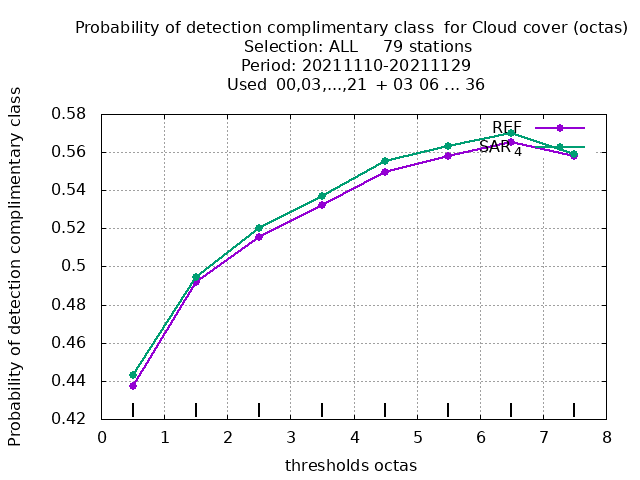 Probability of detection complimentary class  for Cloud cover (octas)
Selection: ALL     79 stations
Period: 20211110-20211129
Used  00,03,...,21  + 03 06 ... 36
Probability of detection complimentary class
0.58
0.56
0.54
0.52
0.5
0.48
0.46
0.44
0.42
REF
SAR4
0 1 2 3 4 5 6 7 8
thresholds octas